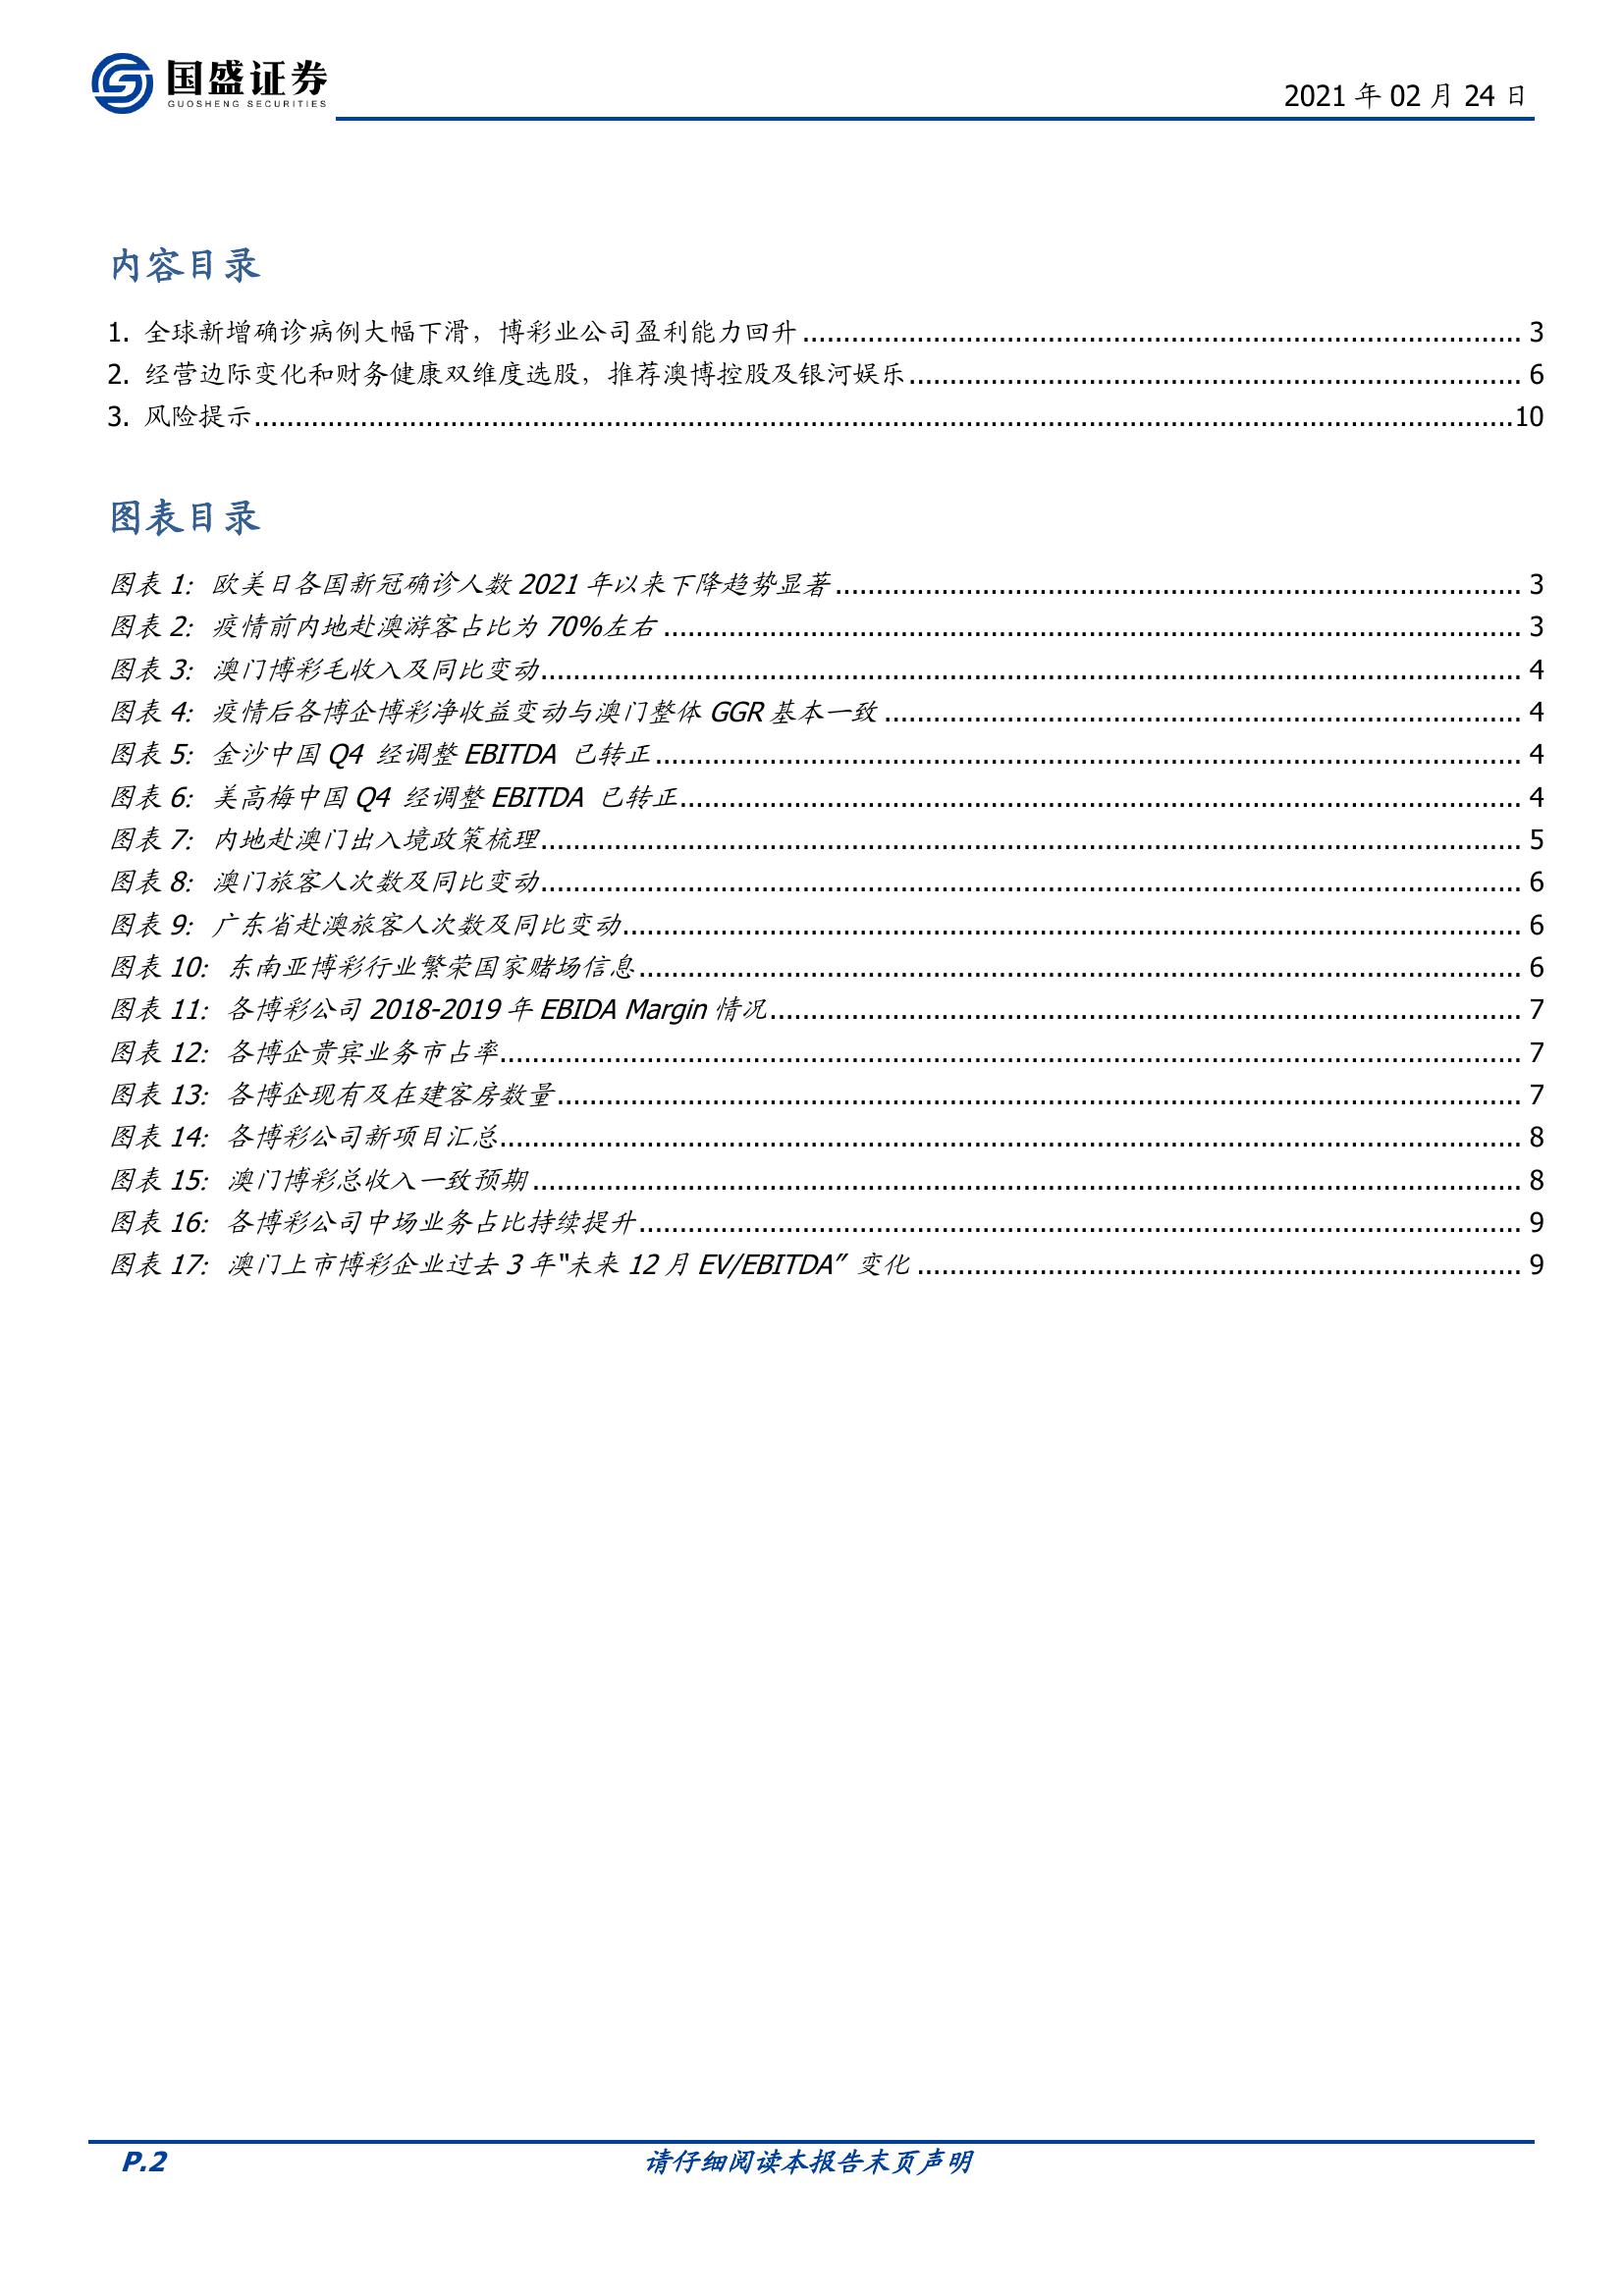 国盛证券
GUOSHENG SECURITIES
2021 年 02 月 24 日
内容目录
1. 全球新增确诊病例大幅下滑，博彩业公司盈利能力回升 3
2. 经营边际变化和财务健康双维度选股，推荐澳博控股及银河娱乐 6
3. 风险提示 10
图表目录
图表 1: 欧美日各国新冠确诊人数 2021 年以来下降趋势显著 3
图表 2: 疫情前内地赴澳游客占比为 70%左右 3
图表 3: 澳门博彩毛收入及同比变动 4
图表 4: 疫情后各博企博彩净收益变动与澳门整体 GGR 基本一致 4
图表 5: 金沙中国 Q4 经调整 EBITDA 已转正 4
图表 6: 美高梅中国 Q4 经调整 EBITDA 已转正 4
图表 7: 内地赴澳门出入境政策梳理 5
图表 8: 澳门旅客人次数及同比变动 6
图表 9: 广东省赴澳旅客人次数及同比变动 6
图表 10: 东南亚博彩行业繁荣国家赌场信息 6
图表 11: 各博彩公司 2018-2019 年 EBIDA Margin 情况 7
图表 12: 各博企贵宾业务市占率 7
图表 13: 各博企现有及在建客房数量 7
图表 14: 各博彩公司新项目汇总 8
图表 15: 澳门博彩总收入一致预期 8
图表 16: 各博彩公司中场业务占比持续提升 9
图表 17: 澳门上市博彩企业过去 3 年"未来 12 月 EV/EBITDA" 变化 9
P.2 请仔细阅读本报告末页声明